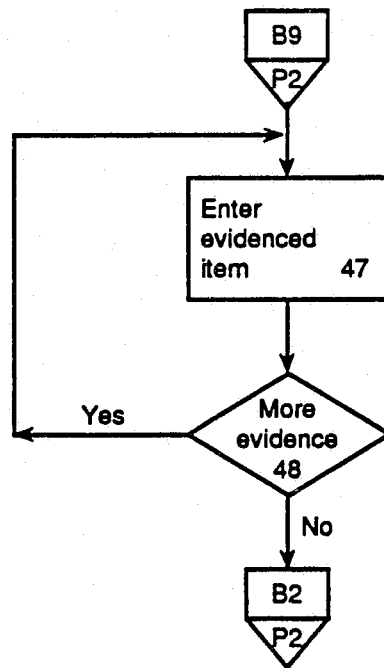 B9
P2
Enter
evidenced
item 47
More
evidence
48
Yes
No
B2
P2